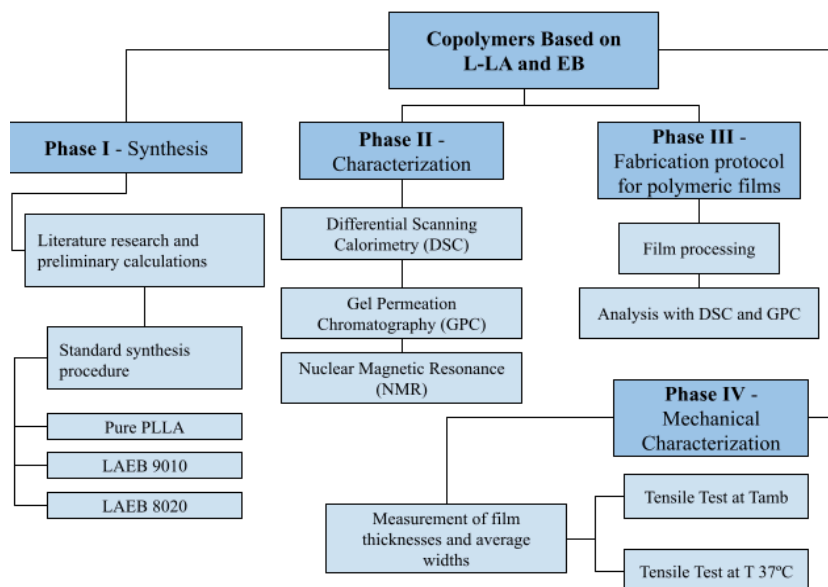 Copolymers Based on
L-LA and EB
Phase I - Synthesis
Literature research and
preliminary calculations
Standard synthesis
procedure
Pure PLLA
LAEB 9010
LAEB 8020
Phase II -
Characterization
Differential Scanning
Calorimetry (DSC)
Gel Permeation
Chromatography (GPC)
Nuclear Magnetic Resonance
(NMR)
Phase III -
Fabrication protocol
for polymeric films
Film processing
Analysis with DSC and GPC
Phase IV -
Mechanical
Characterization
Measurement of film
thicknesses and average
widths
Tensile Test at Tamb
Tensile Test at T 37ºC